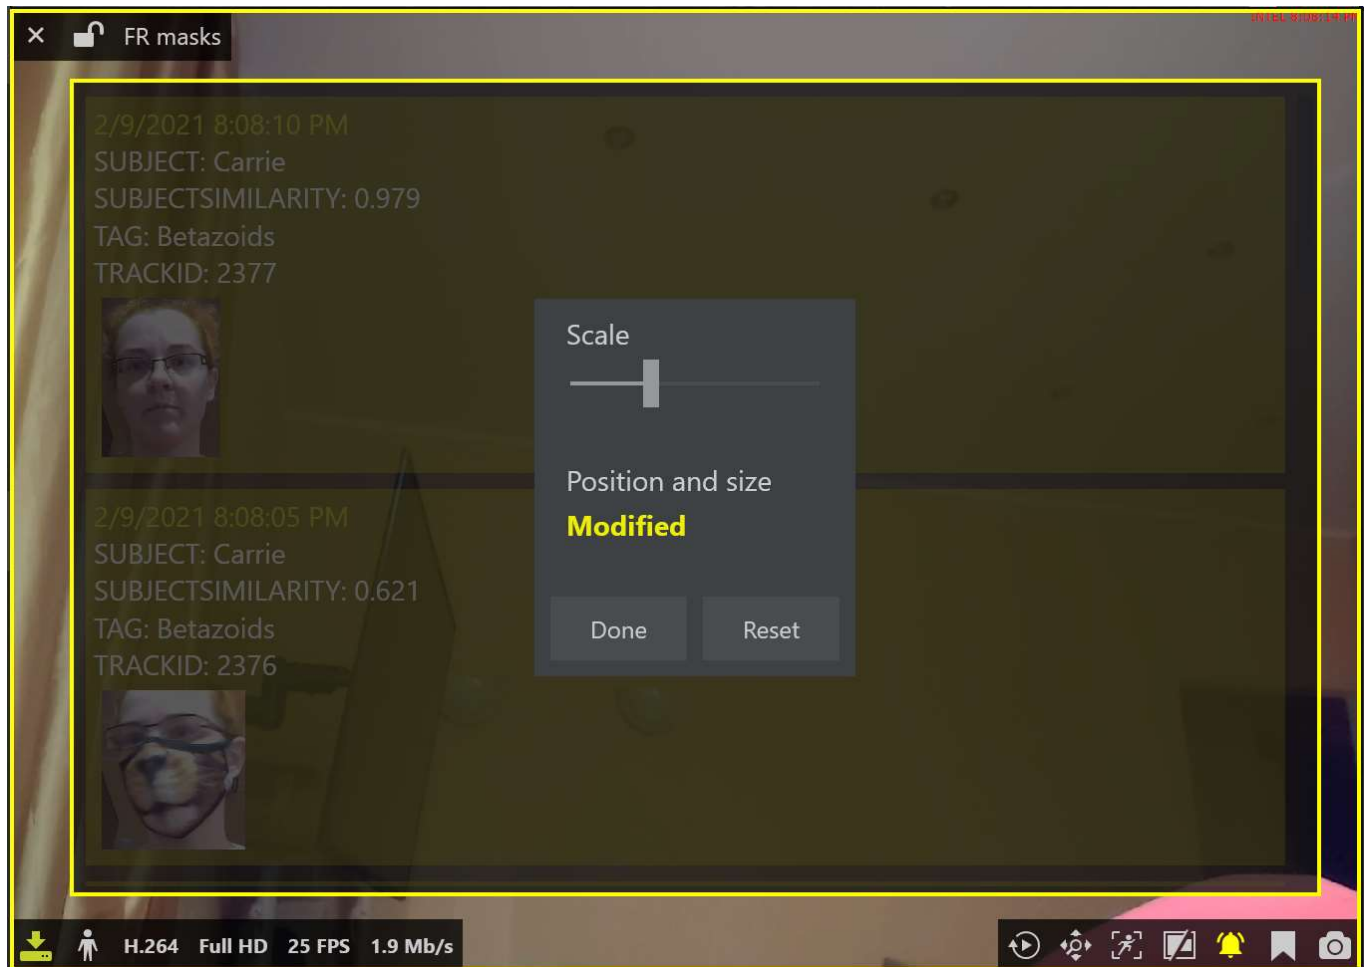 FR masks
2/9/2021 8:08:10 PM
SUBJECT: Carrie
SUBJECTSIMILARITY: 0.979
TAG: Betazoids
TRACKID: 2377
Scale
Position and size
Modified
Done Reset
2/9/2021 8:08:05 PM
SUBJECT: Carrie
SUBJECTSIMILARITY: 0.621
TAG: Betazoids
TRACKID: 2376
H.264 Full HD 25 FPS 1.9 Mb/s